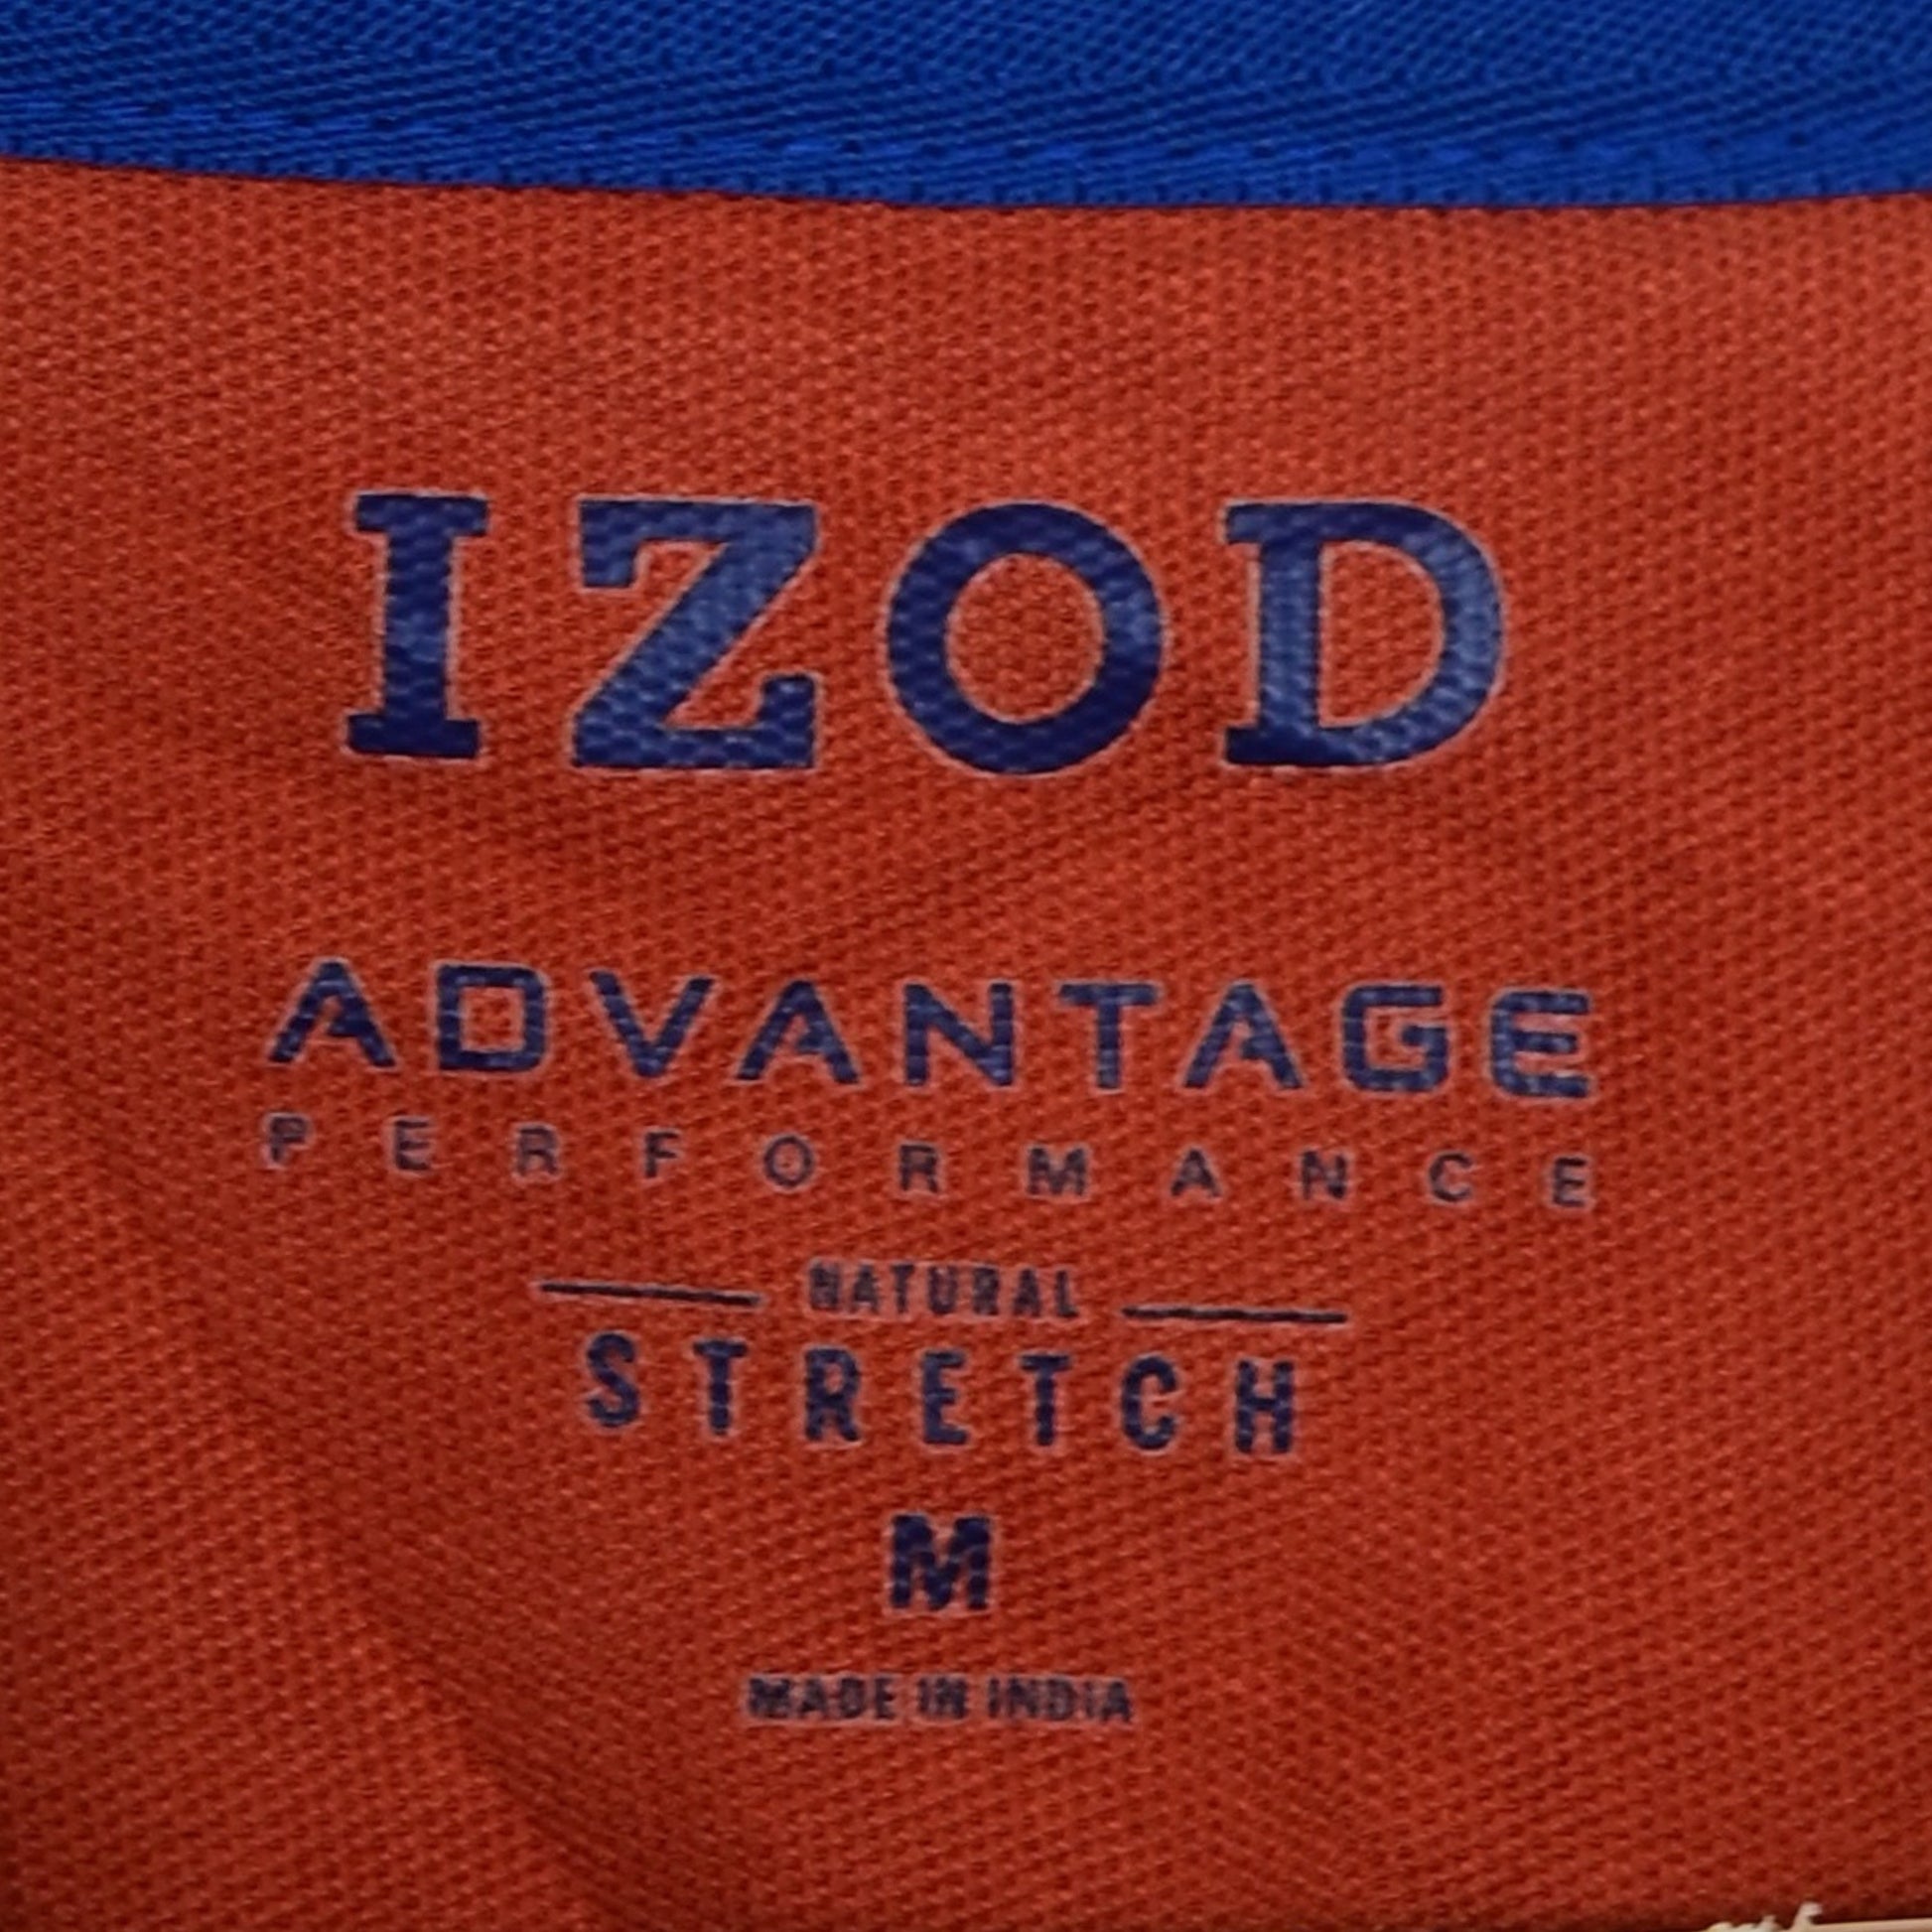 IZOD
ADVANTAGE
PERFORMANCE
NATURAL
STRETCH
M
MADE IN INDIA